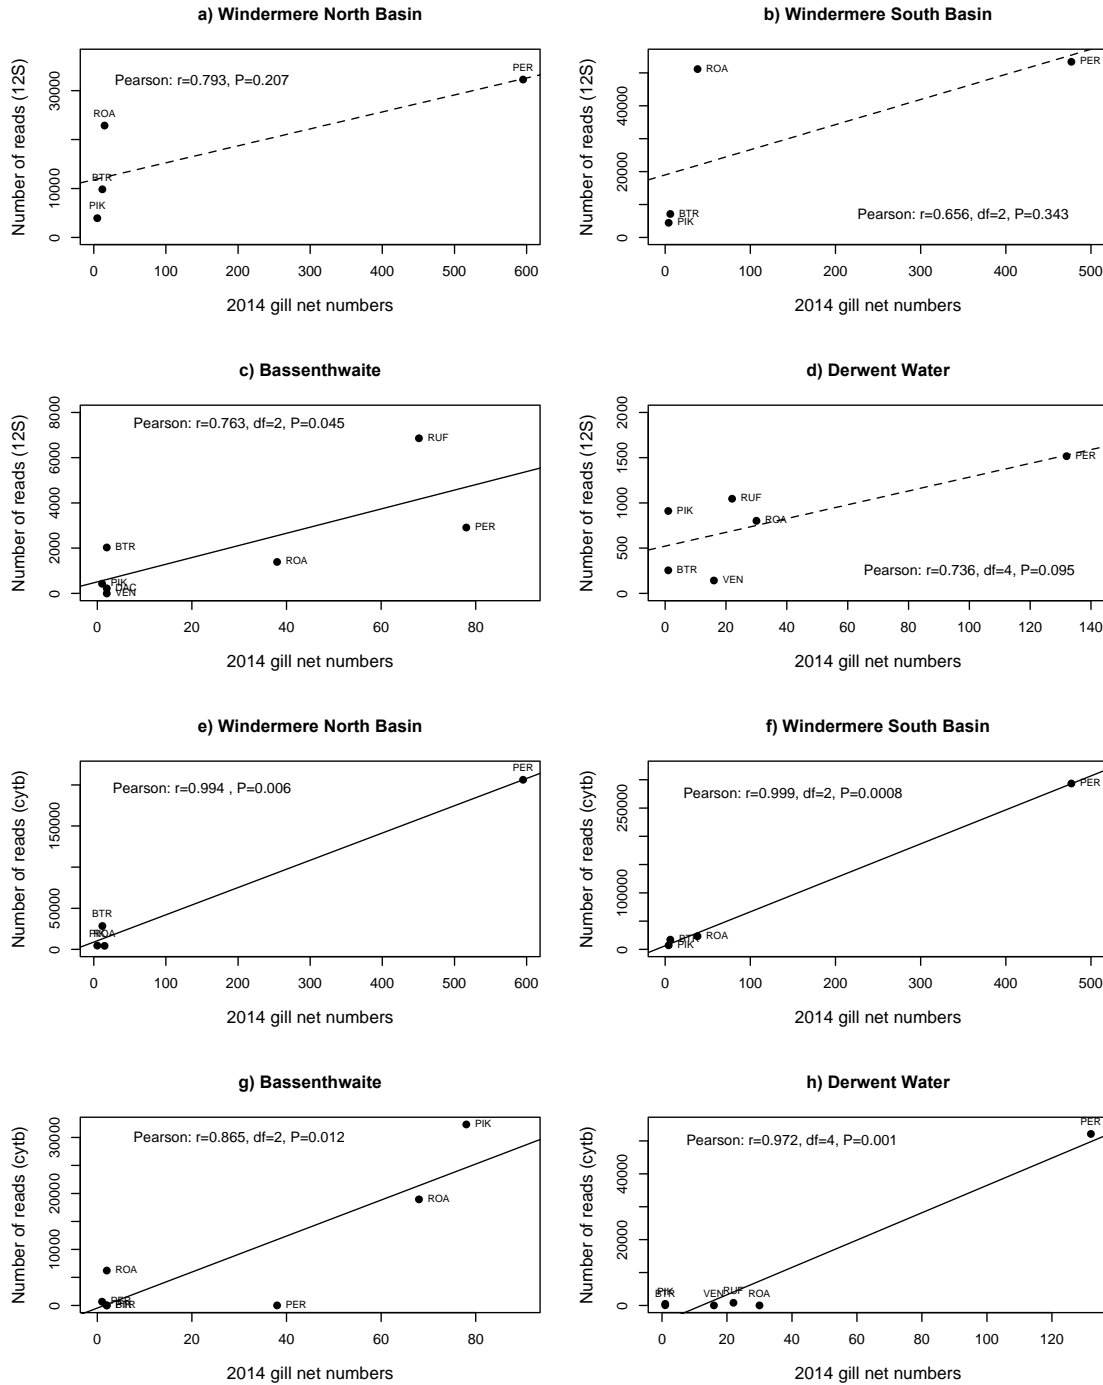 a) Windermere North Basin
Number of reads (12S)
0
10000
30000
Pearson: r=0.793, P=0.207
PER
ROA
BTR
PIK
0 100 200 300 400 500 600
2014 gill net numbers
b) Windermere South Basin
Number of reads (12S)
0
20000
40000
60000
ROA
PER
BTR
PIK
Pearson: r=0.656, df=2, P=0.343
0 100 200 300 400 500
2014 gill net numbers
c) Bassenthwaite
Number of reads (12S)
0
2000
4000
6000
8000
Pearson: r=0.763, df=2, P=0.045
RUF
PER
BTR
ROA
PIK
DAC
VEN
0 20 40 60 80
2014 gill net numbers
d) Derwent Water
Number of reads (12S)
0
500
1000
1500
2000
PER
RUF
PIK
ROA
BTR
VEN
Pearson: r=0.736, df=4, P=0.095
0 20 40 60 80 100 120 140
2014 gill net numbers
e) Windermere North Basin
Number of reads (cytb)
0
50000
150000
Pearson: r=0.994 , P=0.006
PER
BTR
PIK
ROA
0 100 200 300 400 500 600
2014 gill net numbers
f) Windermere South Basin
Number of reads (cytb)
0
100000
250000
Pearson: r=0.999, df=2, P=0.0008
PER
BTR
ROA
PIK
0 100 200 300 400 500
2014 gill net numbers
g) Bassenthwaite
Number of reads (cytb)
0
10000
20000
30000
Pearson: r=0.865, df=2, P=0.012
PIK
ROA
ROA
PER
BTR
PER
0 20 40 60 80
2014 gill net numbers
h) Derwent Water
Number of reads (cytb)
0
20000
40000
Pearson: r=0.972, df=4, P=0.001
PER
PIK
BTR
VEN
RUF
ROA
0 20 40 60 80 100 120
2014 gill net numbers